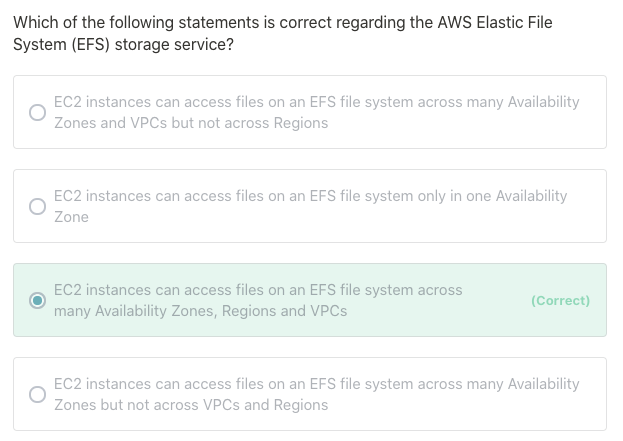 Which of the following statements is correct regarding the AWS Elastic File
System (EFS) storage service?
EC2 instances can access files on an EFS file system across many Availability
Zones and VPCs but not across Regions
EC2 instances can access files on an EFS file system only in one Availability
Zone
EC2 instances can access files on an EFS file system across
many Availability Zones, Regions and VPCs
(Correct)
EC2 instances can access files on an EFS file system across many Availability
Zones but not across VPCs and Regions